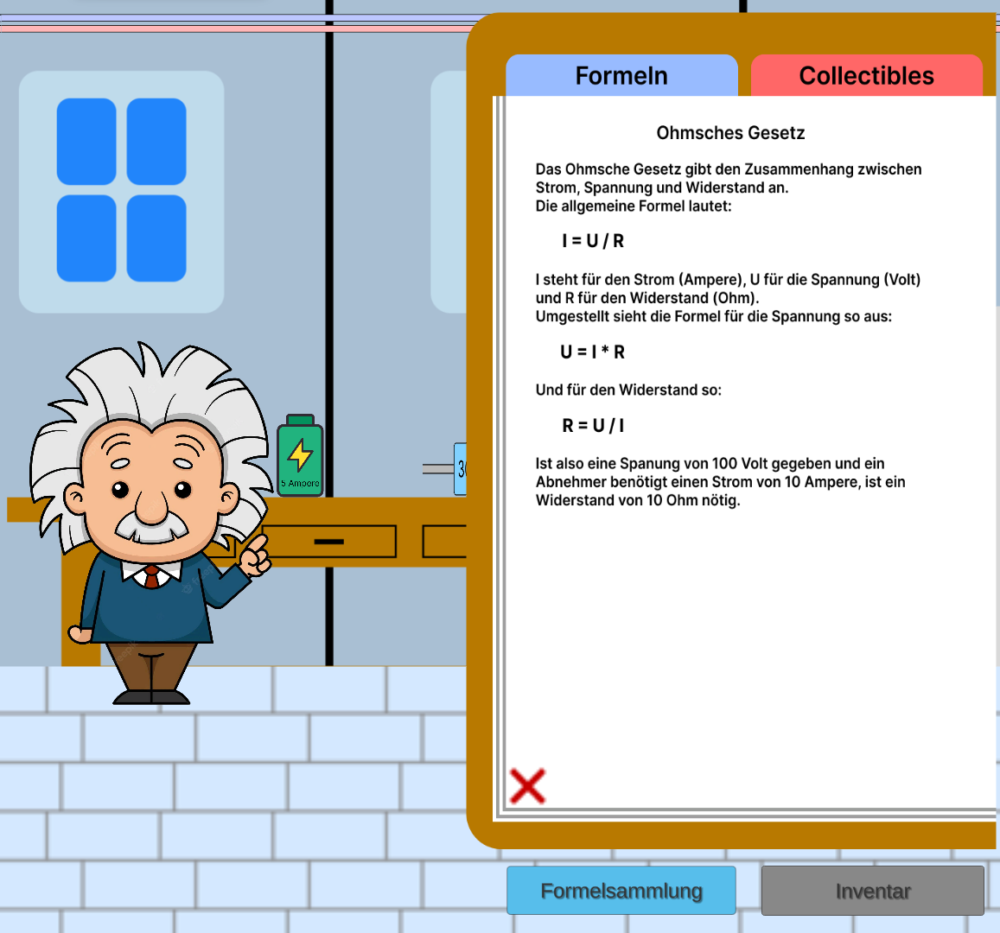 Formeln
Collectibles
Ohmsches Gesetz
Das Ohmsche Gesetz gibt den Zusammenhang zwischen
Strom, Spannung und Widerstand an.
Die allgemeine Formel lautet:
I = U / R
I steht für den Strom (Ampere), U für die Spannung (Volt)
und R für den Widerstand (Ohm).
Umgestellt sieht die Formel für die Spannung so aus:
U = I * R
Und für den Widerstand so:
R = U / I
Ist also eine Spanung von 100 Volt gegeben und ein
Abnehmer benötigt einen Strom von 10 Ampere, ist ein
Widerstand von 10 Ohm nötig.
5 Ampere
Formelsammlung
Inventar